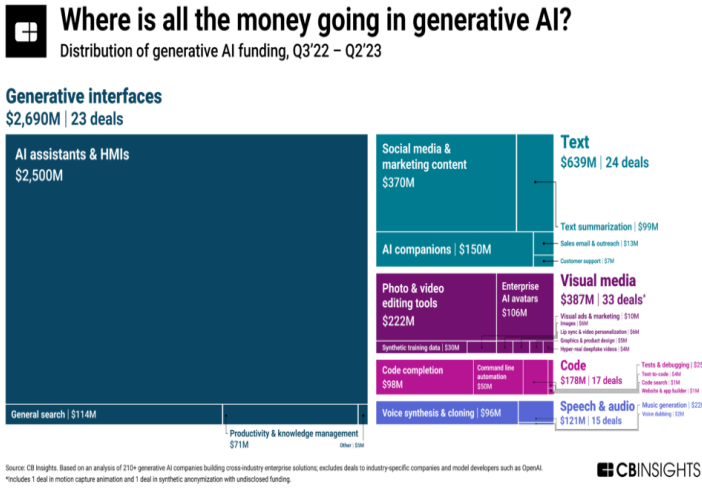 Where is all the money going in generative AI?
Distribution of generative AI funding, Q3'22 – Q2'23
Generative interfaces
$2,690M | 23 deals
AI assistants & HMIs
$2,500M
General search | $114M
Productivity & knowledge management
$71M
Other | $5M
Social media &
marketing content
$370M
Text
$639M | 24 deals
Text summarization | $99M
AI companions | $150M
Sales email & outreach | $13M
Customer support | $7M
Photo & video
editing tools
$222M
Enterprise
AI avatars
$106M
Visual media
$387M | 33 deals*
Visual ads & marketing | $10M
Images | $6M
Lip sync & video personalization | $6M
Graphics & product design | $5M
Hyper real deepfake videos | $4M
Synthetic training data | $30M
Code completion
$98M
Command line
automation
$50M
Code
$178M | 17 deals
Tests & debugging |
Text-to-code | $4M
Code search | $1M
Website & app builder | $1M
Voice synthesis & cloning | $96M
Speech & audio
$121M | 15 deals
Music generation |
Voice dubbing | $2M
Source: CB Insights. Based on an analysis of 210+ generative AI companies building cross-industry enterprise solutions; excludes deals to industry-specific companies and model developers such as OpenAI.
*Includes 1 deal in motion capture animation and 1 deal in synthetic anonymization with undisclosed funding.
CBINSIGHTS